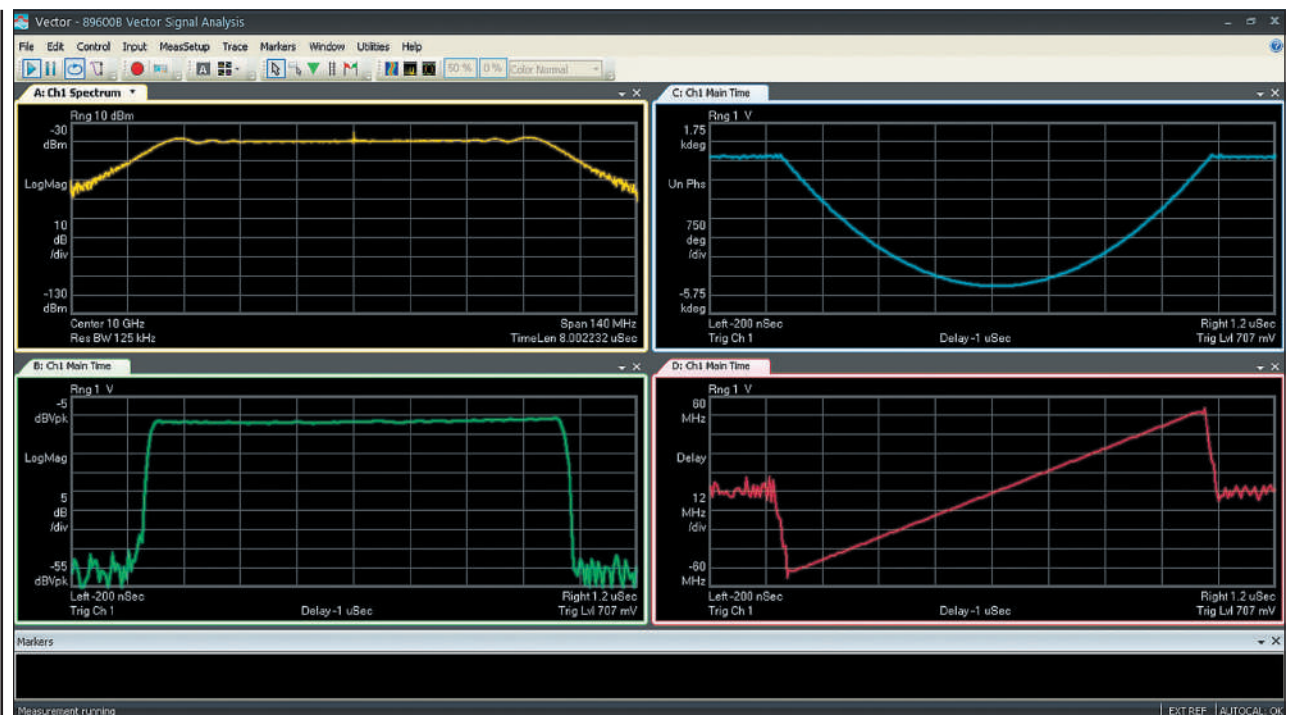 Vector - 89600B Vector Signal Analysis
File Edit Control Input MeasSetup Trace Markers Window Utilities Help
50 % 0 % Color Normal
A: Ch1 Spectrum
Rng 10 dBm
-30
dBm
LogMag
10
dB
/div
-130
dBm
Center 10 GHz
Span 140 MHz
Res BW 125 kHz
TimeLen 8.002232 uSec
C: Ch1 Main Time
Rng 1 V
1.75
kdeg
Un Phs
750
deg
/div
-5.75
kdeg
Left -200 nSec
Right 1.2 uSec
Trig Ch 1
Delay -1 uSec
Trig Lvl 707 mV
B: Ch1 Main Time
Rng 1 V
-5
dBVpk
LogMag
5
dB
/div
-55
dBVpk
Left -200 nSec
Right 1.2 uSec
Trig Ch 1
Delay -1 uSec
Trig Lvl 707 mV
D: Ch1 Main Time
Rng 1 V
60
MHz
Delay
12
MHz
/div
-60
MHz
Left -200 nSec
Right 1.2 uSec
Trig Ch 1
Delay -1 uSec
Trig Lvl 707 mV
Markers
Measurement running
EXT REF AUTOCAL: OK